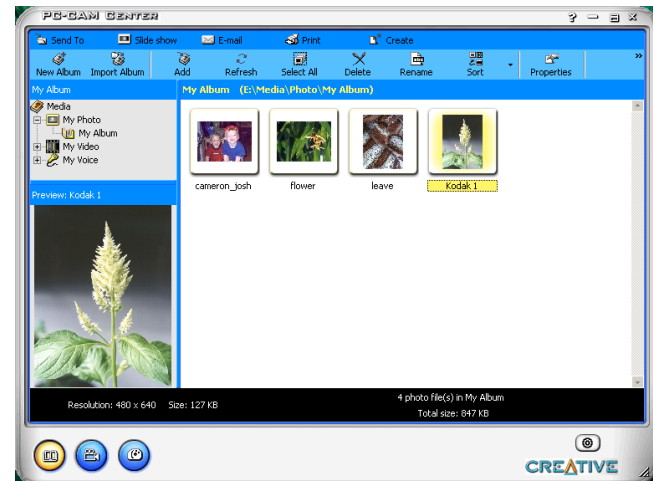 PC-CAM CENTER
Send To Slide show E-mail Print Create
New Album Import Album Add Refresh Select All Delete Rename Sort Properties
My Album
My Album (E:\Media\Photo\My Album)
Media
My Photo
My Album
My Video
My Voice
cameron_josh flower leave Kodak 1
Preview: Kodak 1
Resolution: 480 x 640 Size: 127 KB
4 photo file(s) in My Album
Total size: 847 KB
CREATIVE